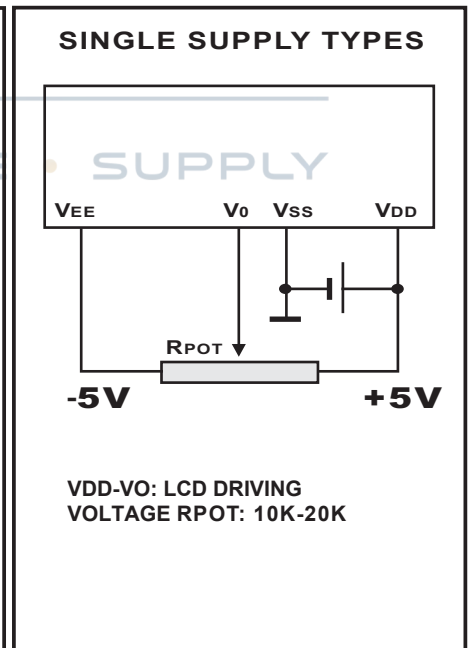 SINGLE SUPPLY TYPES
SUPPLY
VEE V0 VSS VDD
RPOT
-5V +5V
VDD-VO: LCD DRIVING
VOLTAGE RPOT: 10K-20K